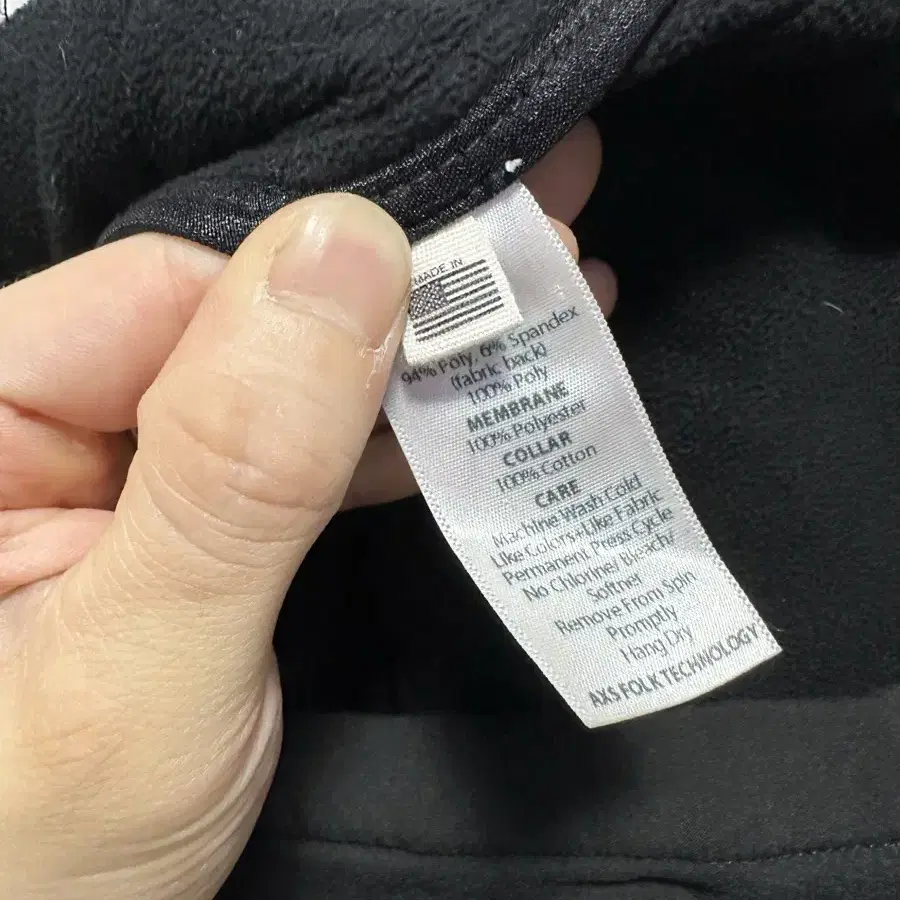 MADE IN
94% Poly, 6% Spandex
(fabric back)
100% Poly
MEMBRANE
100% Polyester
COLLAR
100% Cotton
CARE
Machine Wash Cold
Like Colors+Like Fabric
Permanent Press Cycle
No Chlorine/ Bleach/
Softner
Remove From Spin
Promptly
Hang Dry
AXS FOLK TECHNOLOGY